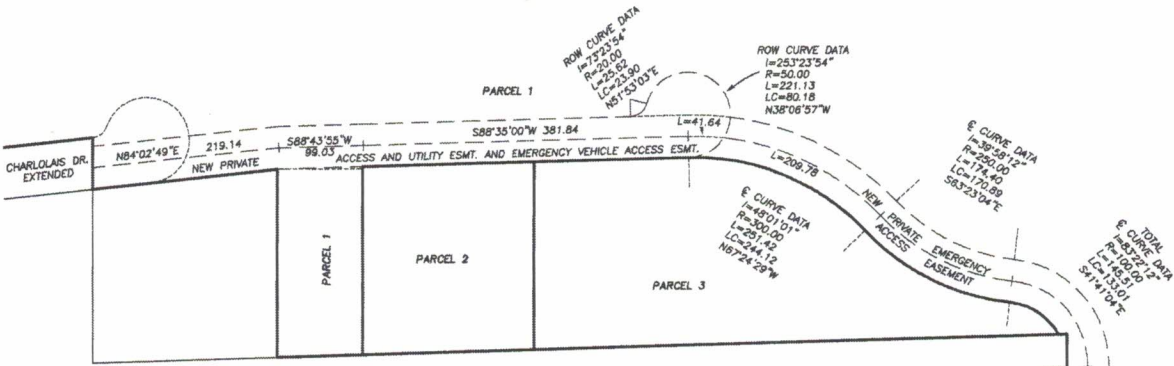 ROW CURVE DATA
I=73°23'54"
R=20.00
L=25.62
LC=23.90
N51°53'03"E
ROW CURVE DATA
I=253°23'54"
R=50.00
L=221.13
LC=80.18
N38°06'57"W
PARCEL 1
CHARLOLAIS DR.
EXTENDED
N84°02'49"E
219.14
S88°43'55"W
99.03
S88°35'00"W 381.84
L=41.64
NEW PRIVATE
ACCESS AND UTILITY ESMT. AND EMERGENCY VEHICLE ACCESS ESMT.
L=209.78
℄ CURVE DATA
I=39°58'12"
R=250.00
L=174.40
LC=170.89
S63°23'04"E
℄ CURVE DATA
I=48°01'01"
R=300.00
L=251.42
LC=244.12
N67°24'29"W
NEW PRIVATE EMERGENCY
ACCESS EASEMENT
TOTAL
℄ CURVE DATA
I=83°22'12"
R=100.00
L=145.51
LC=133.01
S41°41'04"E
PARCEL 1
PARCEL 2
PARCEL 3